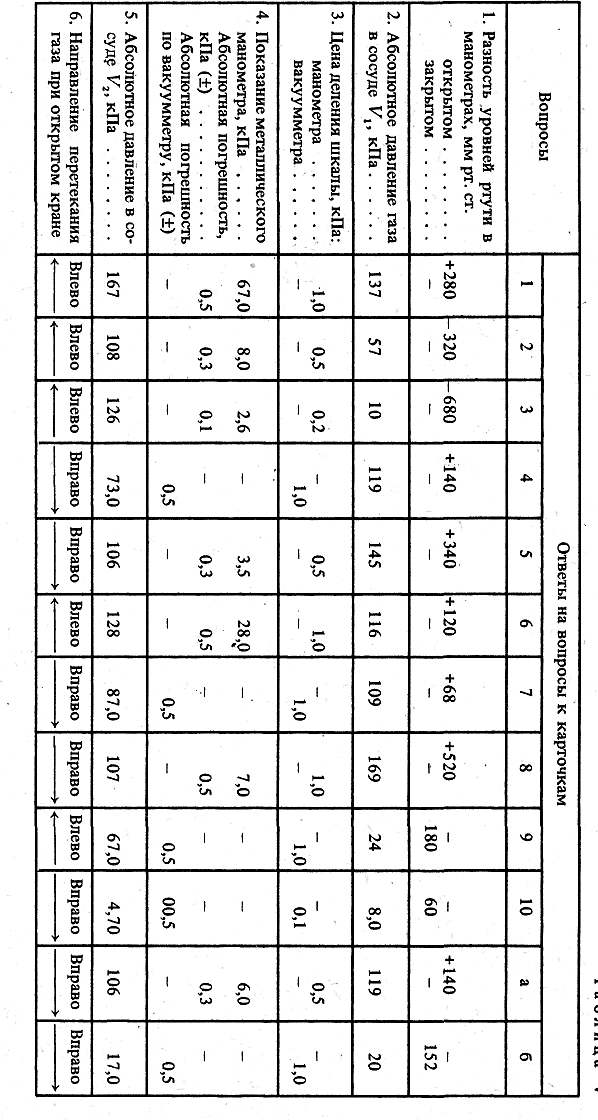 Вопросы
Ответы на вопросы к карточкам
1 2 3 4 5 6 7 8 9 10 а б
1. Разность уровней ртути в
манометрах, мм рт. ст.
открытом . . . . . . . +280 −320 −680 +140 +340 +120 +68 +520 – – +140 –
закрытом . . . . . . . – – – – – – – – 180 60 – 152
2. Абсолютное давление газа
в сосуде V₁, кПа . . . . . 137 57 10 119 145 116 109 169 24 8,0 119 20
3. Цена деления шкалы, кПа:
манометра . . . . . . . 1,0 0,5 0,2 – 0,5 1,0 – 1,0 – – 0,5 –
вакуумметра . . . . . . – – – 1,0 – – 1,0 – 1,0 0,1 – 1,0
4. Показание металлического
манометра, кПа . . . . . 67,0 8,0 2,6 – 3,5 28,0 – 7,0 – – 6,0 –
Абсолютная погрешность,
кПа (±) . . . . . . . . . 0,5 0,3 0,1 – 0,3 0,5 – 0,5 – – 0,3 –
Абсолютная погрешность
по вакуумметру, кПа (±) – – – 0,5 – – 0,5 – 0,5 00,5 – 0,5
5. Абсолютное давление в со-
суде V₂, кПа . . . . . . . 167 108 126 73,0 106 128 87,0 107 67,0 4,70 106 17,0
6. Направление перетекания
газа при открытом кране
Влево Влево Влево Вправо Вправо Влево Вправо Вправо Влево Вправо Вправо Вправо
← ← ← → → ← → → ← → → →